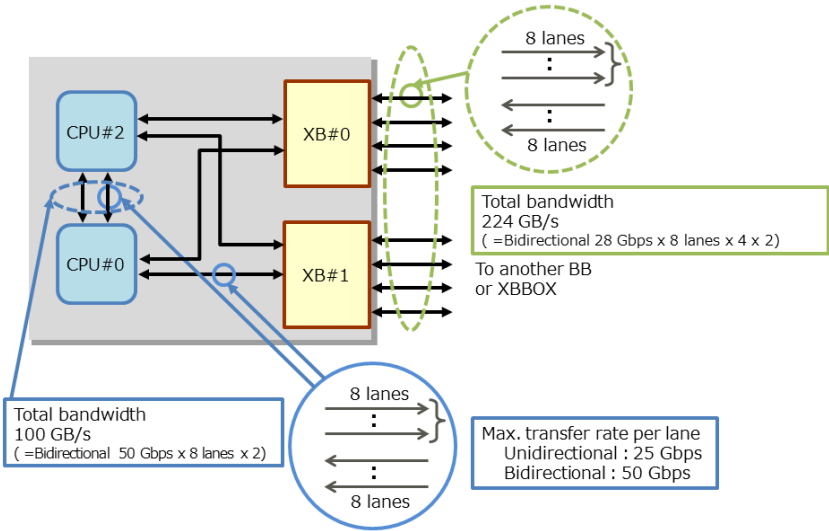 8 lanes
:
:
8 lanes
CPU#2
XB#0
Total bandwidth
224 GB/s
( =Bidirectional 28 Gbps x 8 lanes x 4 x 2)
CPU#0
XB#1
To another BB
or XBBOX
8 lanes
:
:
8 lanes
Total bandwidth
100 GB/s
( =Bidirectional 50 Gbps x 8 lanes x 2)
Max. transfer rate per lane
Unidirectional : 25 Gbps
Bidirectional : 50 Gbps